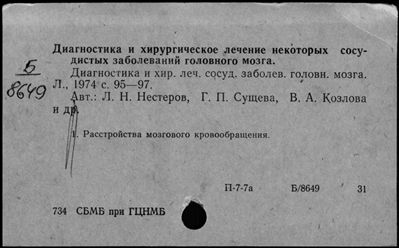 Диагностика и хирургическое лечение некоторых сосу-
дистых заболеваний головного мозга.
Б
8649
Диагностика и хир. леч. сосуд. заболев. головн. мозга.
Л., 1974 с. 95—97.
Авт.: Л. Н. Нестеров, Г. П. Сущева, В. А. Козлова
и др.
1. Расстройства мозгового кровообращения.
П-7-7а Б/8649 31
734 СБМБ при ГЦНМБ